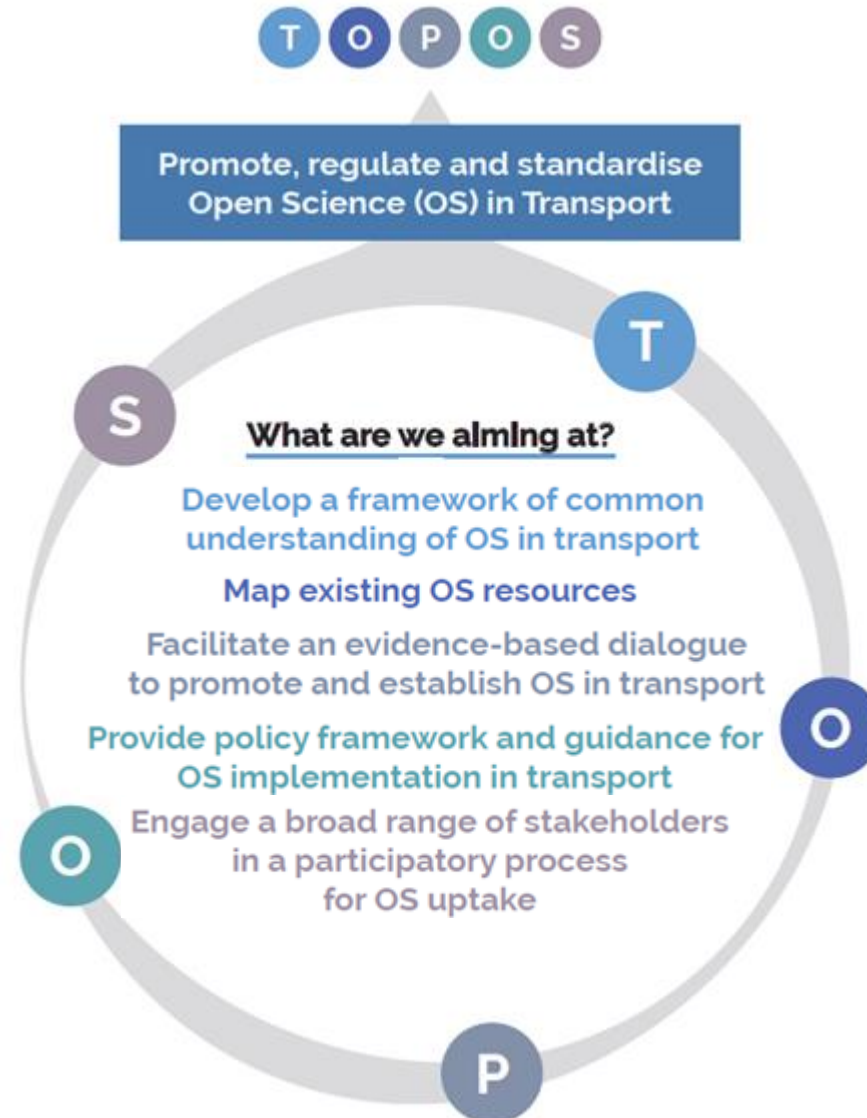 T O P O S
Promote, regulate and standardise
Open Science (OS) in Transport
T
S
What are we aiming at?
Develop a framework of common
understanding of OS in transport
Map existing OS resources
Facilitate an evidence-based dialogue
to promote and establish OS in transport
O
Provide policy framework and guidance for
OS implementation in transport
O
Engage a broad range of stakeholders
in a participatory process
for OS uptake
P